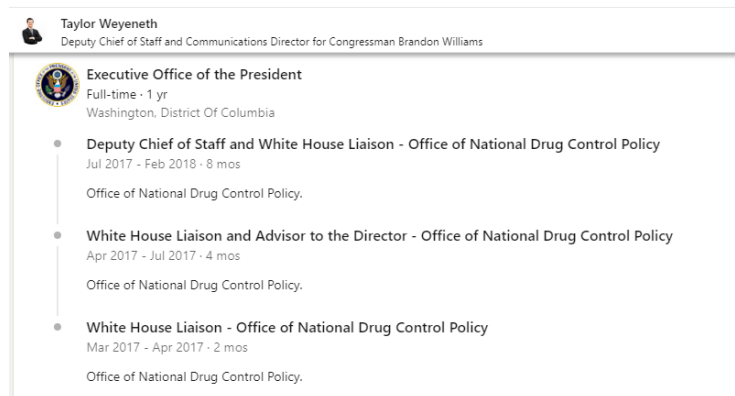 Taylor Weyeneth
Deputy Chief of Staff and Communications Director for Congressman Brandon Williams
Executive Office of the President
Full-time · 1 yr
Washington, District Of Columbia
Deputy Chief of Staff and White House Liaison - Office of National Drug Control Policy
Jul 2017 - Feb 2018 · 8 mos
Office of National Drug Control Policy.
White House Liaison and Advisor to the Director - Office of National Drug Control Policy
Apr 2017 - Jul 2017 · 4 mos
Office of National Drug Control Policy.
White House Liaison - Office of National Drug Control Policy
Mar 2017 - Apr 2017 · 2 mos
Office of National Drug Control Policy.